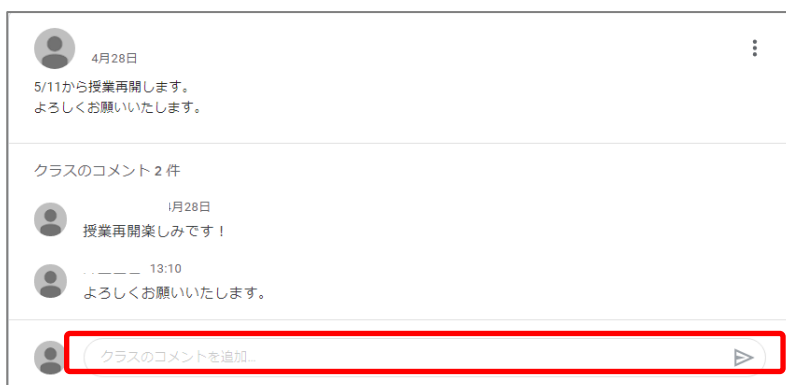 4月28日
5/11から授業再開します。
よろしくお願いいたします。
クラスのコメント 2 件
月28日
授業再開楽しみです！
13:10
よろしくお願いいたします。
クラスのコメントを追加...